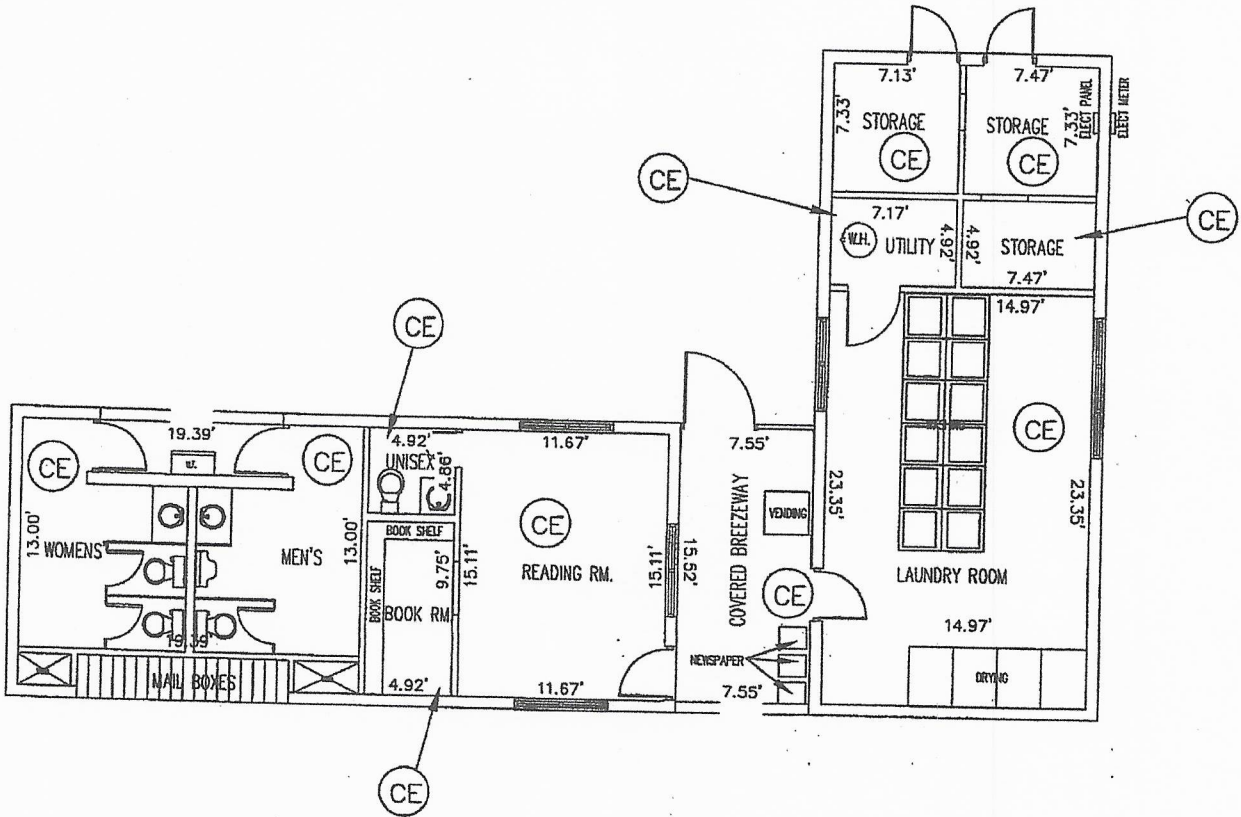 7.13'
7.47'
7.33'
STORAGE
STORAGE
7.33'
ELECT PANEL
ELECT METER
CE
CE
CE
CE
7.17'
W.H.
UTILITY
4.92'
4.92'
STORAGE
7.47'
14.97'
CE
CE
CE
19.39'
CE
4.92'
UNISEX
4.86'
11.67'
7.55'
CE
VENDING
23.35'
23.35'
13.00'
WOMENS
MEN'S
13.00'
BOOK SHELF
BOOK SHELF
BOOK RM.
9.75'
15.11'
READING RM.
15.11'
15.52'
COVERED BREEZEWAY
CE
LAUNDRY ROOM
19.39'
14.97'
MAIL BOXES
4.92'
11.67'
NEWSPAPER
7.55'
DRYING
CE